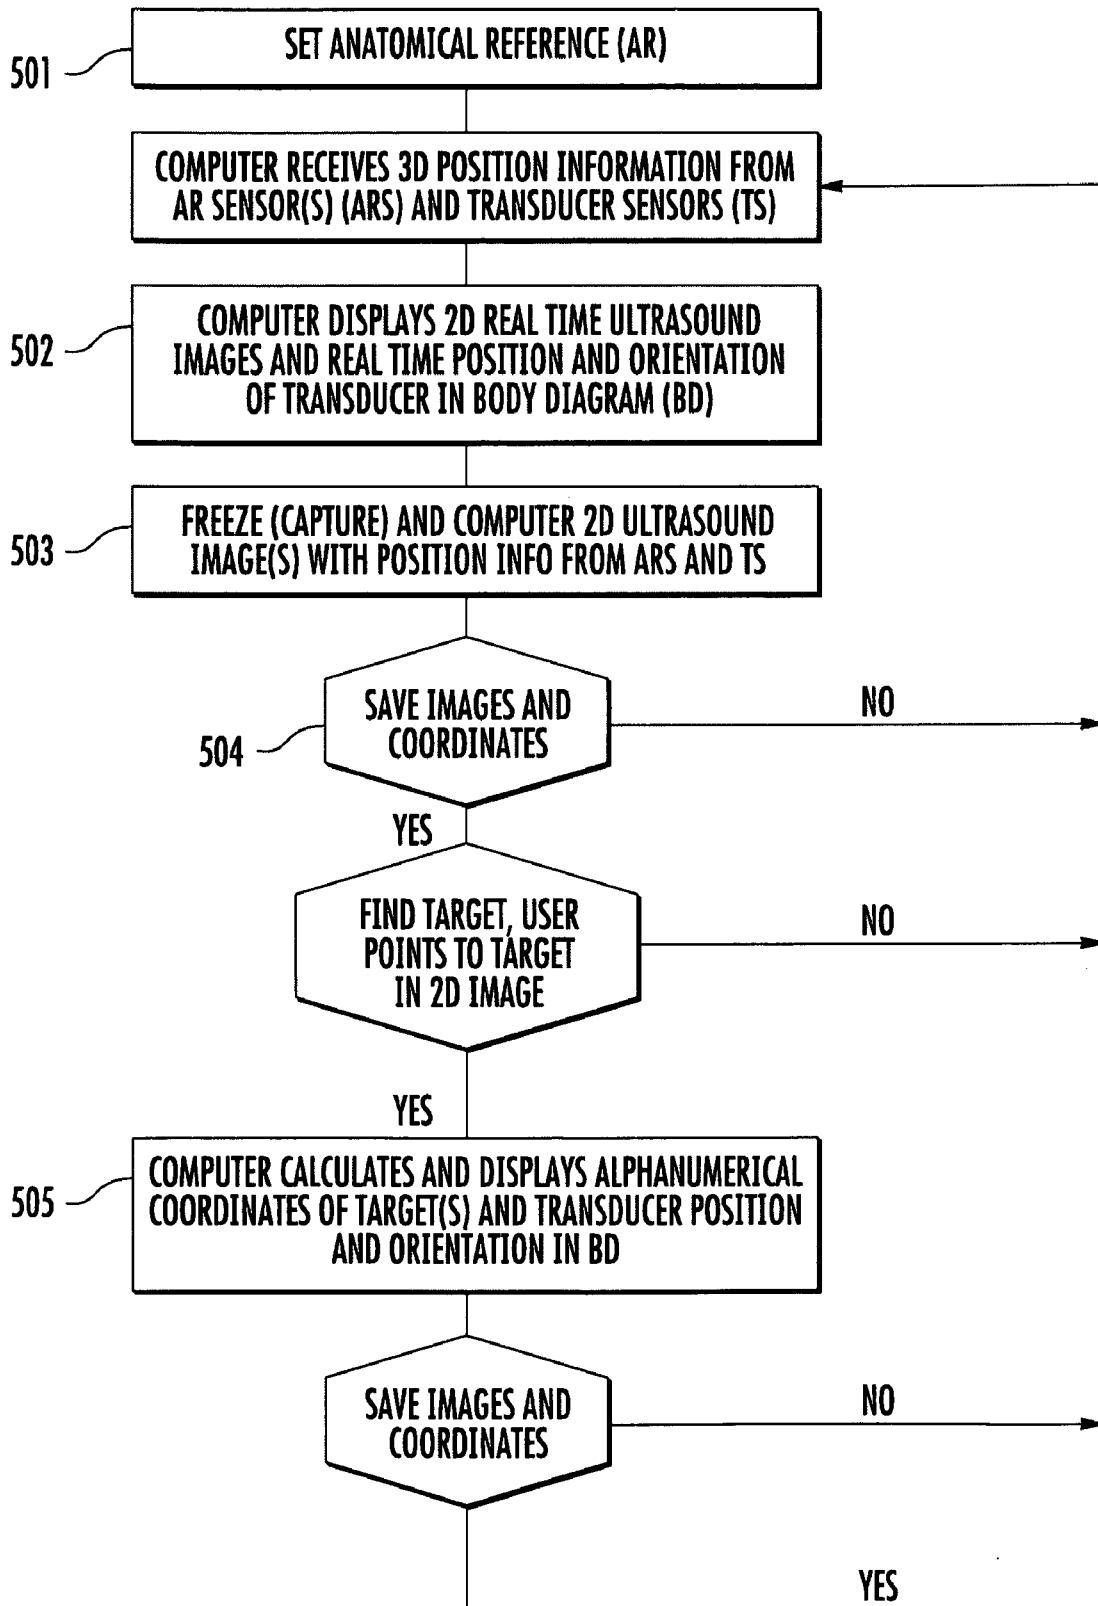 SET ANATOMICAL REFERENCE (AR)
501
COMPUTER RECEIVES 3D POSITION INFORMATION FROM
AR SENSOR(S) (ARS) AND TRANSDUCER SENSORS (TS)
COMPUTER DISPLAYS 2D REAL TIME ULTRASOUND
IMAGES AND REAL TIME POSITION AND ORIENTATION
OF TRANSDUCER IN BODY DIAGRAM (BD)
502
FREEZE (CAPTURE) AND COMPUTER 2D ULTRASOUND
IMAGE(S) WITH POSITION INFO FROM ARS AND TS
503
SAVE IMAGES AND
COORDINATES
504
NO
YES
FIND TARGET, USER
POINTS TO TARGET
IN 2D IMAGE
NO
YES
COMPUTER CALCULATES AND DISPLAYS ALPHANUMERICAL
COORDINATES OF TARGET(S) AND TRANSDUCER POSITION
AND ORIENTATION IN BD
505
SAVE IMAGES AND
COORDINATES
NO
YES